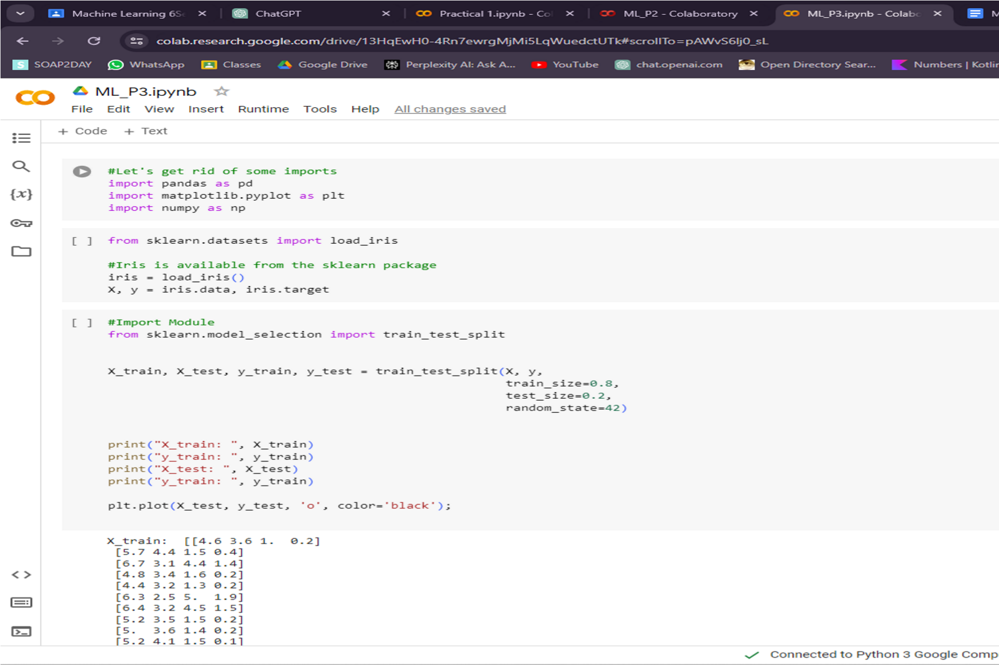 Machine Learning 6Se
ChatGPT
Practical 1.ipynb - Co
ML_P2 - Colaboratory
ML_P3.ipynb - Colabo
M
colab.research.google.com/drive/13HqEwH0-4Rn7ewrgMjMi5LqWuedctUTk#scrollTo=pAWvS6Ij0_sL
SOAP2DAY
WhatsApp
Classes
Google Drive
Perplexity AI: Ask A...
YouTube
chat.openai.com
Open Directory Sear...
Numbers | Kotlin
ML_P3.ipynb
File Edit View Insert Runtime Tools Help All changes saved
+ Code + Text
{x}
#Let's get rid of some imports
import pandas as pd
import matplotlib.pyplot as plt
import numpy as np
[ ] from sklearn.datasets import load_iris
#Iris is available from the sklearn package
iris = load_iris()
X, y = iris.data, iris.target
[ ] #Import Module
from sklearn.model_selection import train_test_split
X_train, X_test, y_train, y_test = train_test_split(X, y,
train_size=0.8,
test_size=0.2,
random_state=42)
print("X_train: ", X_train)
print("y_train: ", y_train)
print("X_test: ", X_test)
print("y_train: ", y_train)
plt.plot(X_test, y_test, 'o', color='black');
X_train:  [[4.6 3.6 1.  0.2]
[5.7 4.4 1.5 0.4]
[6.7 3.1 4.4 1.4]
[4.8 3.4 1.6 0.2]
[4.4 3.2 1.3 0.2]
[6.3 2.5 5.  1.9]
[6.4 3.2 4.5 1.5]
[5.2 3.5 1.5 0.2]
[5.  3.6 1.4 0.2]
[5.2 4.1 1.5 0.1]
Connected to Python 3 Google Comp